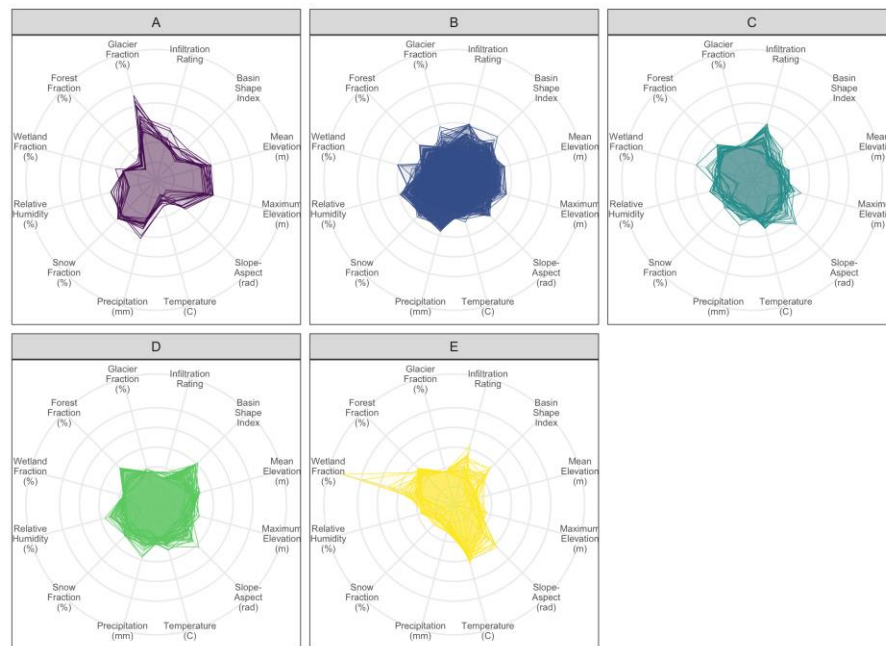 A
Glacier
Fraction
(%)
Infiltration
Rating
Basin
Shape
Index
Mean
Elevation
(m)
Maximum
Elevation
(m)
Slope-
Aspect
(rad)
Temperature
(C)
Precipitation
(mm)
Snow
Fraction
(%)
Relative
Humidity
(%)
Wetland
Fraction
(%)
Forest
Fraction
(%)
B
Glacier
Fraction
(%)
Infiltration
Rating
Basin
Shape
Index
Mean
Elevation
(m)
Maximum
Elevation
(m)
Slope-
Aspect
(rad)
Temperature
(C)
Precipitation
(mm)
Snow
Fraction
(%)
Relative
Humidity
(%)
Wetland
Fraction
(%)
Forest
Fraction
(%)
C
Glacier
Fraction
(%)
Infiltration
Rating
Basin
Shape
Index
Mean
Elevation
(m)
Maximum
Elevation
(m)
Slope-
Aspect
(rad)
Temperature
(C)
Precipitation
(mm)
Snow
Fraction
(%)
Relative
Humidity
(%)
Wetland
Fraction
(%)
Forest
Fraction
(%)
D
Glacier
Fraction
(%)
Infiltration
Rating
Basin
Shape
Index
Mean
Elevation
(m)
Maximum
Elevation
(m)
Slope-
Aspect
(rad)
Temperature
(C)
Precipitation
(mm)
Snow
Fraction
(%)
Relative
Humidity
(%)
Wetland
Fraction
(%)
Forest
Fraction
(%)
E
Glacier
Fraction
(%)
Infiltration
Rating
Basin
Shape
Index
Mean
Elevation
(m)
Maximum
Elevation
(m)
Slope-
Aspect
(rad)
Temperature
(C)
Precipitation
(mm)
Snow
Fraction
(%)
Relative
Humidity
(%)
Wetland
Fraction
(%)
Forest
Fraction
(%)